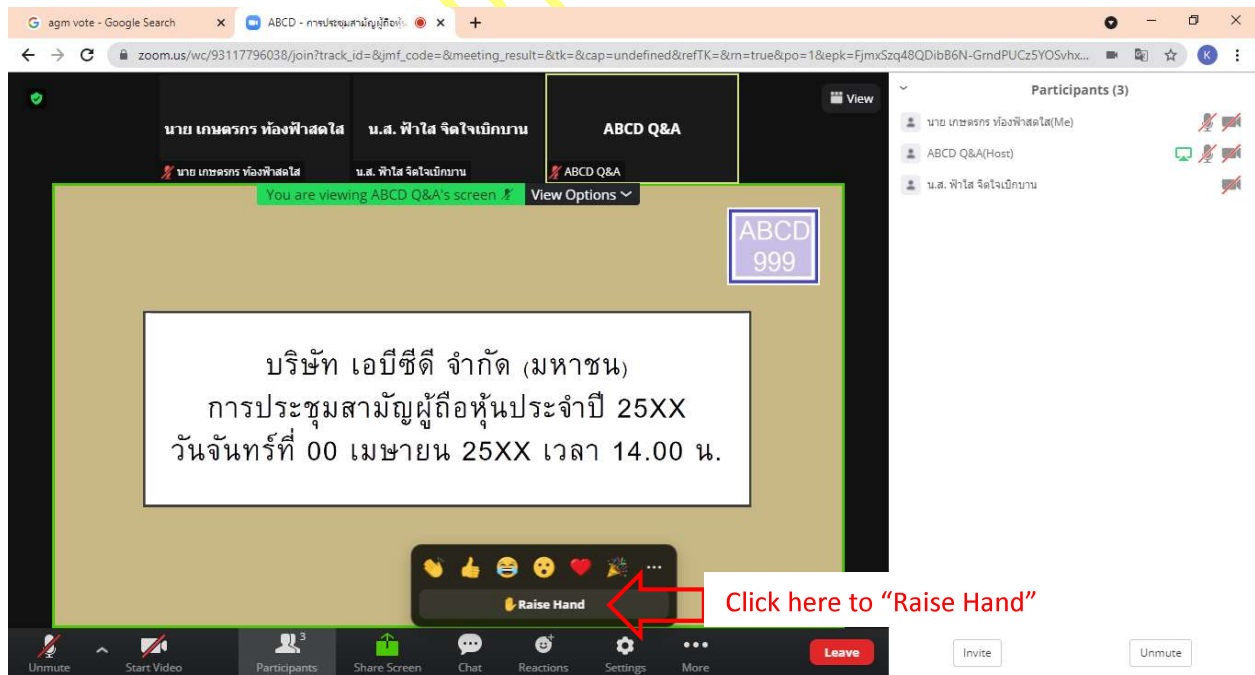 agm vote - Google Search
ABCD - การประชุมสามัญผู้ถือหุ้น
zoom.us/wc/93117796038/join?track_id=&jmf_code=&meeting_result=&tk=&cap=undefined&refTK=&rn=true&po=1&epk=FjmxSzq48QDibB6N-GrndPUCz5YOSvhx...
K
View
นาย เกษตรกร ท้องฟ้าสดใส
น.ส. ฟ้าใส จิตใจเบิกบาน
ABCD Q&A
นาย เกษตรกร ท้องฟ้าสดใส
น.ส. ฟ้าใส จิตใจเบิกบาน
ABCD Q&A
You are viewing ABCD Q&A's screen
View Options
Participants (3)
นาย เกษตรกร ท้องฟ้าสดใส(Me)
ABCD Q&A(Host)
น.ส. ฟ้าใส จิตใจเบิกบาน
ABCD
999
บริษัท เอบีซีดี จำกัด (มหาชน)
การประชุมสามัญผู้ถือหุ้นประจำปี 25XX
วันจันทร์ที่ 00 เมษายน 25XX เวลา 14.00 น.
Raise Hand
Click here to “Raise Hand”
Unmute
Start Video
3
Participants
Share Screen
Chat
Reactions
Settings
More
Leave
Invite
Unmute